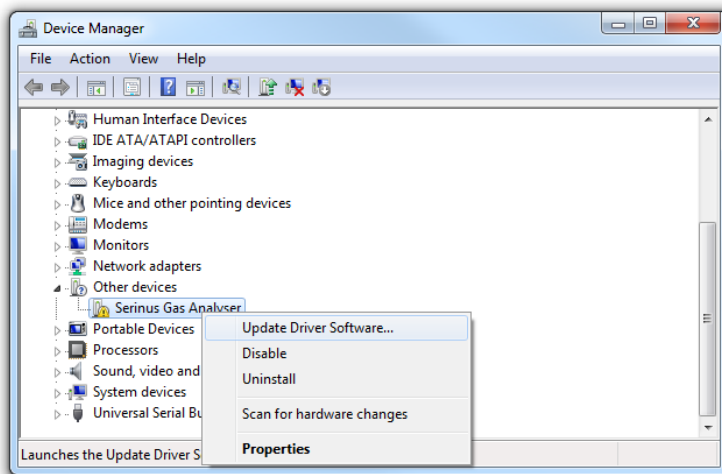 Device Manager
File Action View Help
Human Interface Devices
IDE ATA/ATAPI controllers
Imaging devices
Keyboards
Mice and other pointing devices
Modems
Monitors
Network adapters
Other devices
Serinus Gas Analyser
Update Driver Software...
Portable Devices
Disable
Processors
Uninstall
Sound, video and
System devices
Scan for hardware changes
Universal Serial Bu
Properties
Launches the Update Driver S